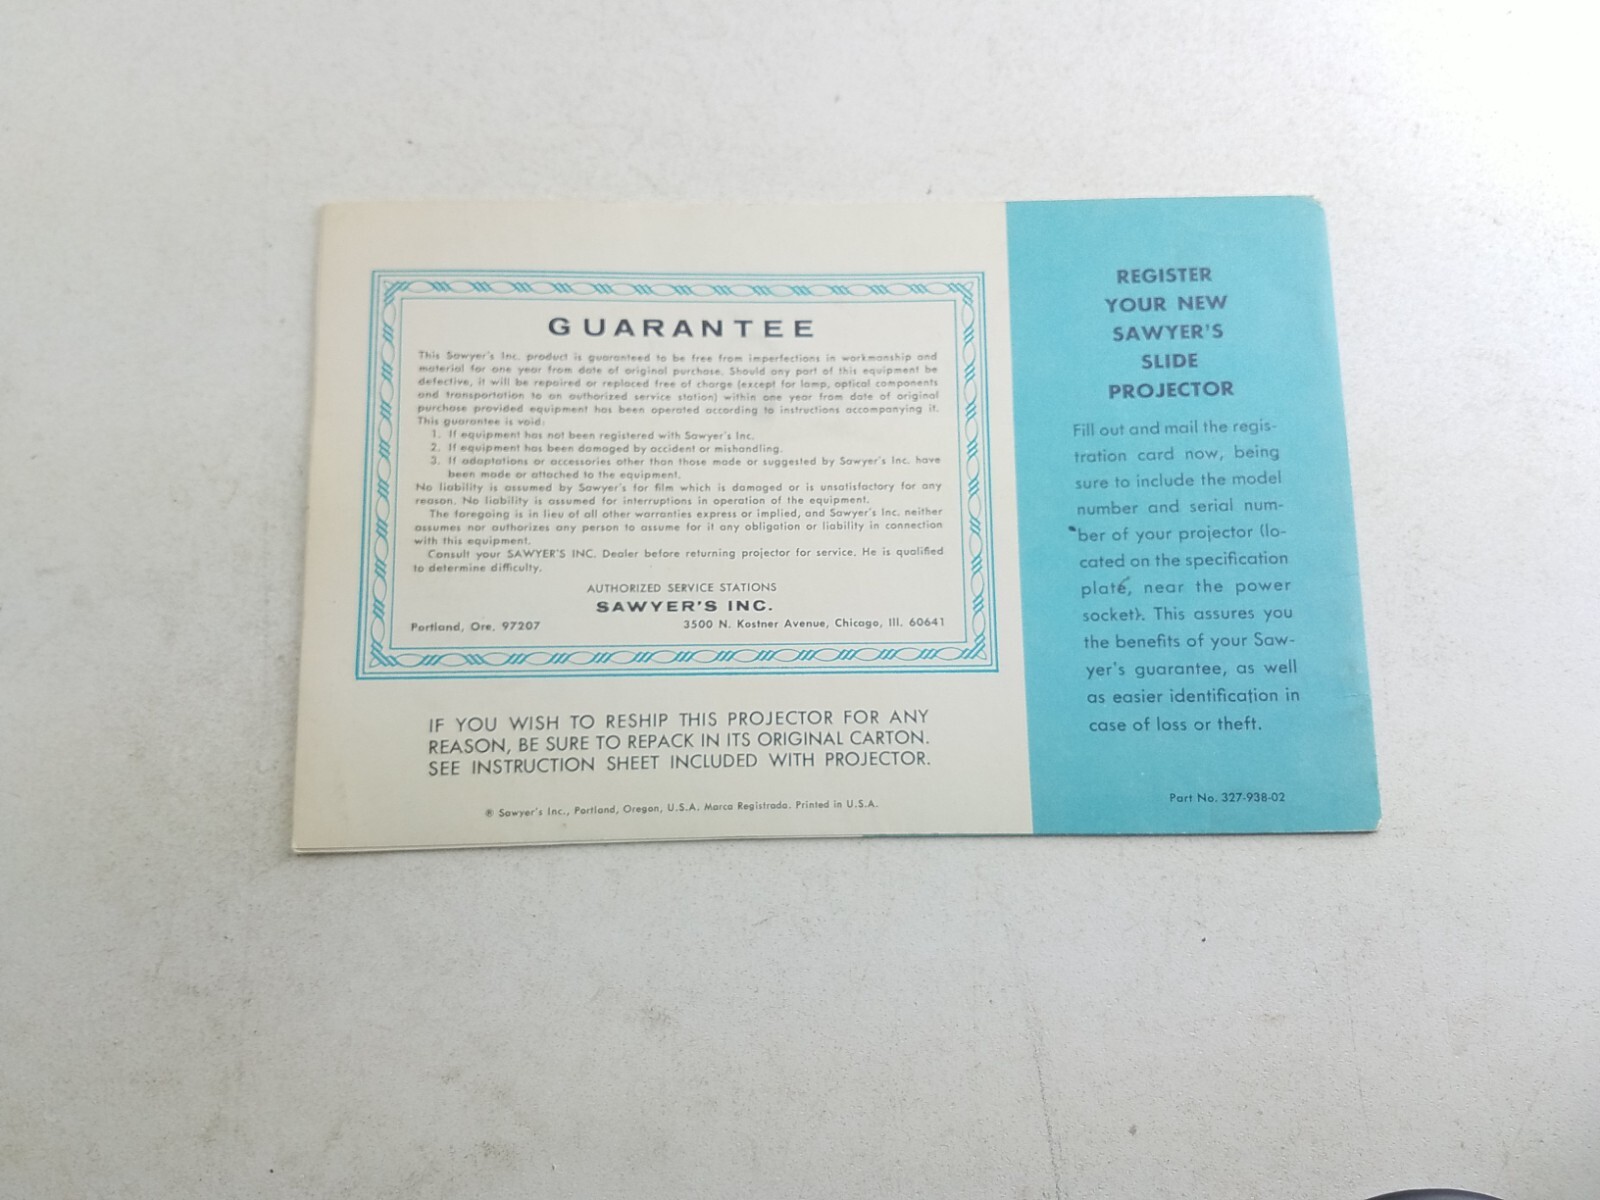 GUARANTEE
This Sawyer's Inc. product is guaranteed to be free from imperfections in workmanship and
material for one year from date of original purchase. Should any part of this equipment be
defective, it will be repaired or replaced free of charge (except for lamp, optical components
and transportation to an authorized service station) within one year from date of original
purchase provided equipment has been operated according to instructions accompanying it.
This guarantee is void:
1. If equipment has not been registered with Sawyer's Inc.
2. If equipment has been damaged by accident or mishandling.
3. If adaptations or accessories other than those made or suggested by Sawyer's Inc. have
been made or attached to the equipment.
No liability is assumed by Sawyer's for film which is damaged or is unsatisfactory for any
reason. No liability is assumed for interruptions in operation of the equipment.
The foregoing is in lieu of all other warranties express or implied, and Sawyer's Inc. neither
assumes nor authorizes any person to assume for it any obligation or liability in connection
with this equipment.
Consult your SAWYER'S INC. Dealer before returning projector for service. He is qualified
to determine difficulty.
AUTHORIZED SERVICE STATIONS
SAWYER'S INC.
Portland, Ore. 97207 3500 N. Kostner Avenue, Chicago, Ill. 60641
IF YOU WISH TO RESHIP THIS PROJECTOR FOR ANY
REASON, BE SURE TO REPACK IN ITS ORIGINAL CARTON.
SEE INSTRUCTION SHEET INCLUDED WITH PROJECTOR.
® Sawyer's Inc., Portland, Oregon, U.S.A. Marca Registrada. Printed in U.S.A.
REGISTER
YOUR NEW
SAWYER'S
SLIDE
PROJECTOR
Fill out and mail the regis-
tration card now, being
sure to include the model
number and serial num-
ber of your projector (lo-
cated on the specification
plate, near the power
socket). This assures you
the benefits of your Saw-
yer's guarantee, as well
as easier identification in
case of loss or theft.
Part No. 327-938-02